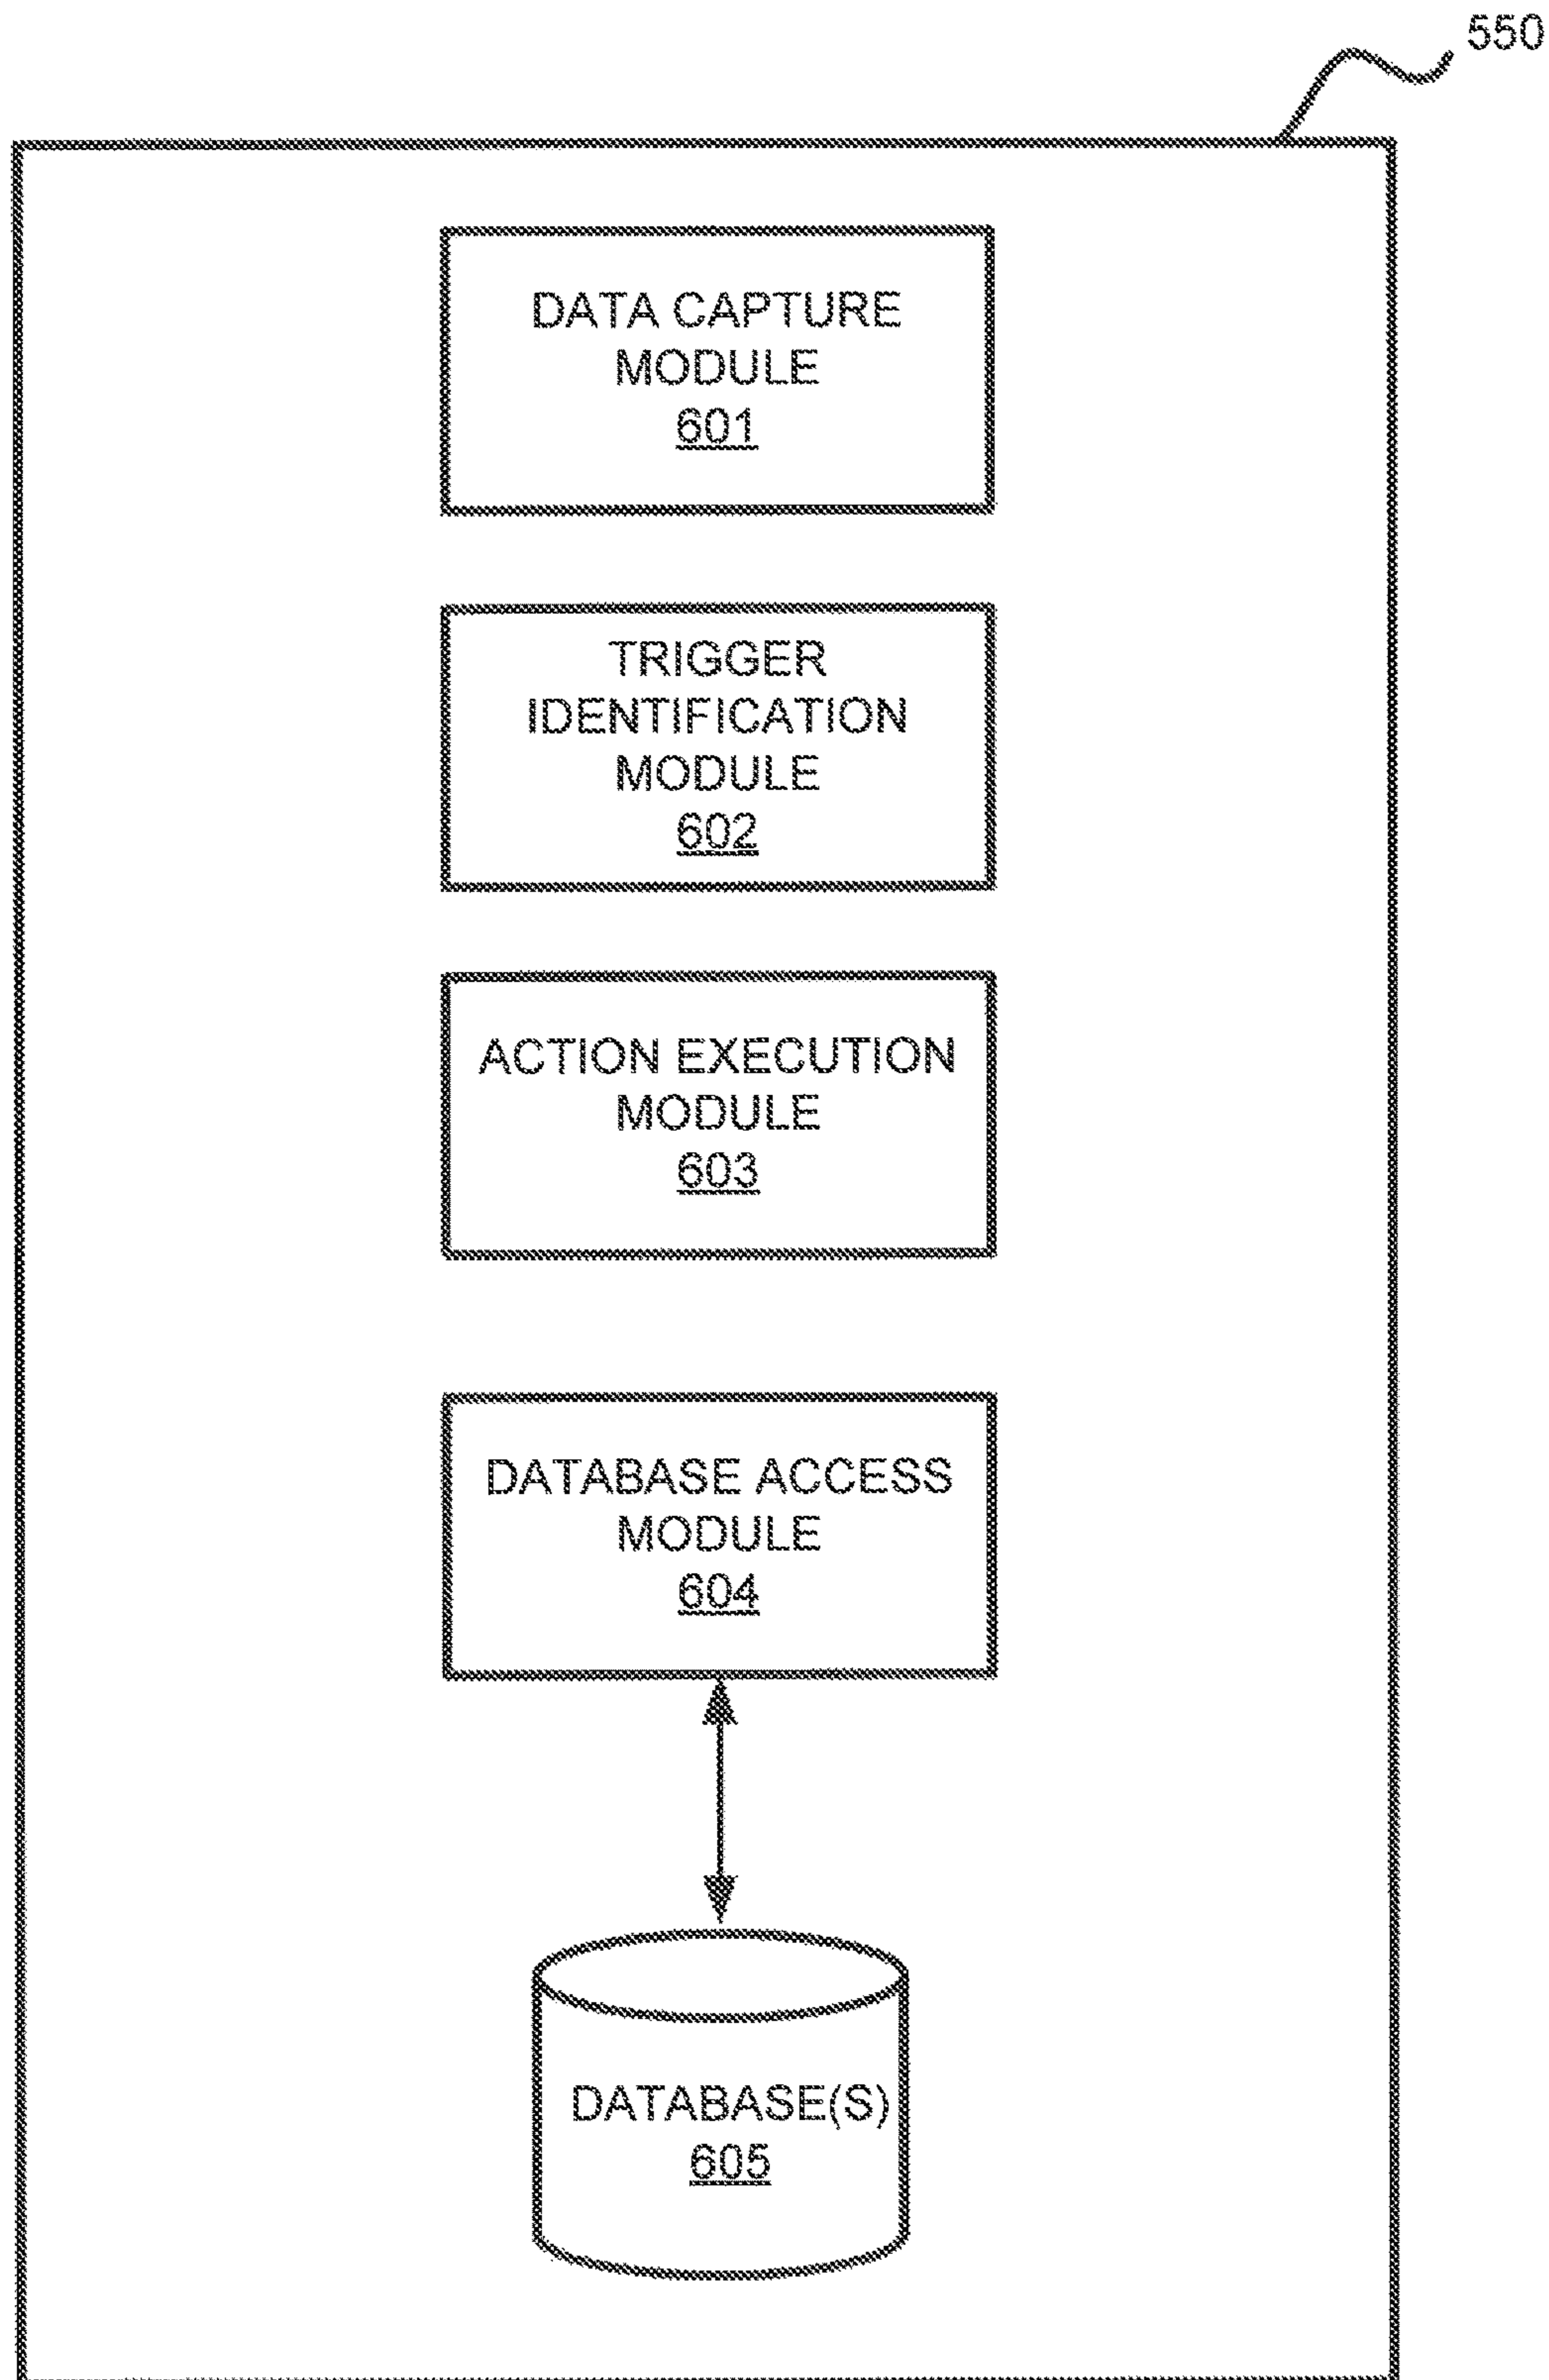 550
DATA CAPTURE
MODULE
601
TRIGGER
IDENTIFICATION
MODULE
602
ACTION EXECUTION
MODULE
603
DATABASE ACCESS
MODULE
604
DATABASE(S)
605